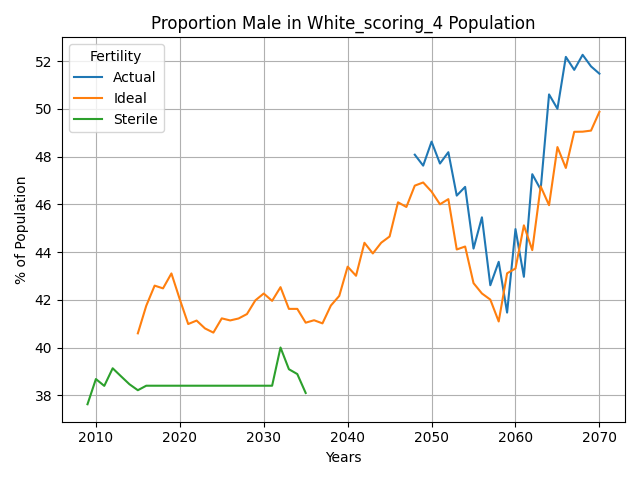 Proportion Male in White_scoring_4 Population
Fertility
Actual
Ideal
Sterile
52
50
48
46
44
42
40
38
% of Population
2010 2020 2030 2040 2050 2060 2070
Years